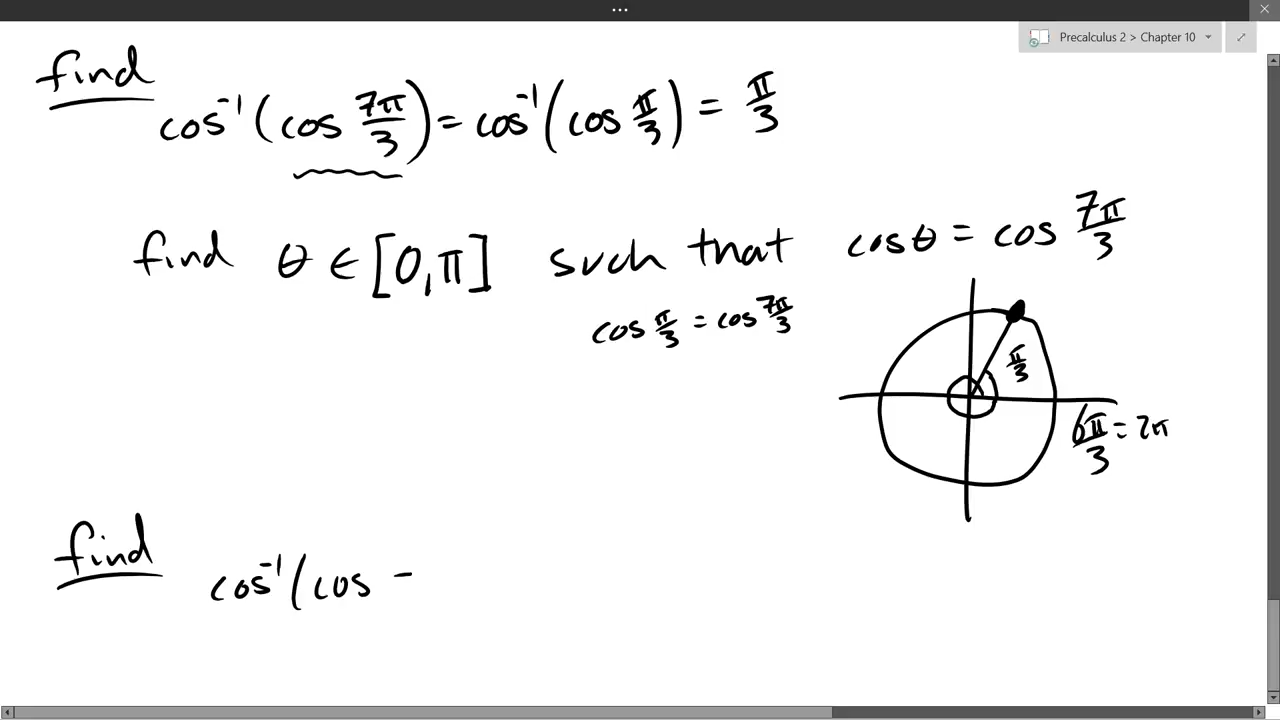 Precalculus 2 > Chapter 10
find
cos⁻¹(cos 7π/3) = cos⁻¹(cos π/3) = π/3
find θ ∈ [0, π] such that cosθ = cos 7π/3
cos π/3 = cos 7π/3
π/3
6π/3 = 2π
find
cos⁻¹(cos -